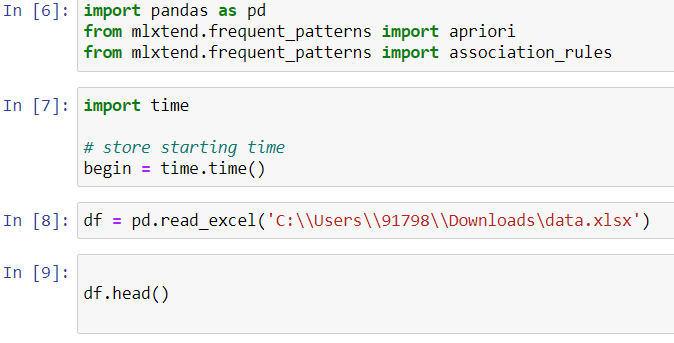 In [6]: import pandas as pd
from mlxtend.frequent_patterns import apriori
from mlxtend.frequent_patterns import association_rules
In [7]: import time
# store starting time
begin = time.time()
In [8]: df = pd.read_excel('C:\\Users\\91798\\Downloads\data.xlsx')
In [9]:
df.head()